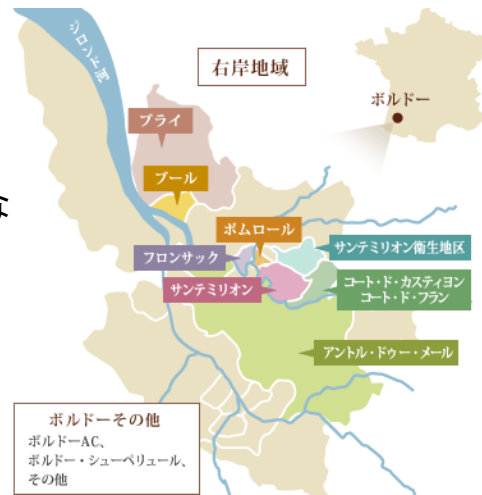 ジロンド河
右岸地域
ボルドー
ブライ
ブール
な
ポムロール
サンテミリオン衛生地区
フロンサック
サンテミリオン
コート・ド・カスティヨン
コート・ド・フラン
アントル・ドゥー・メール
ボルドーその他
ボルドーAC、
ボルドー・シューペリュール、
その他